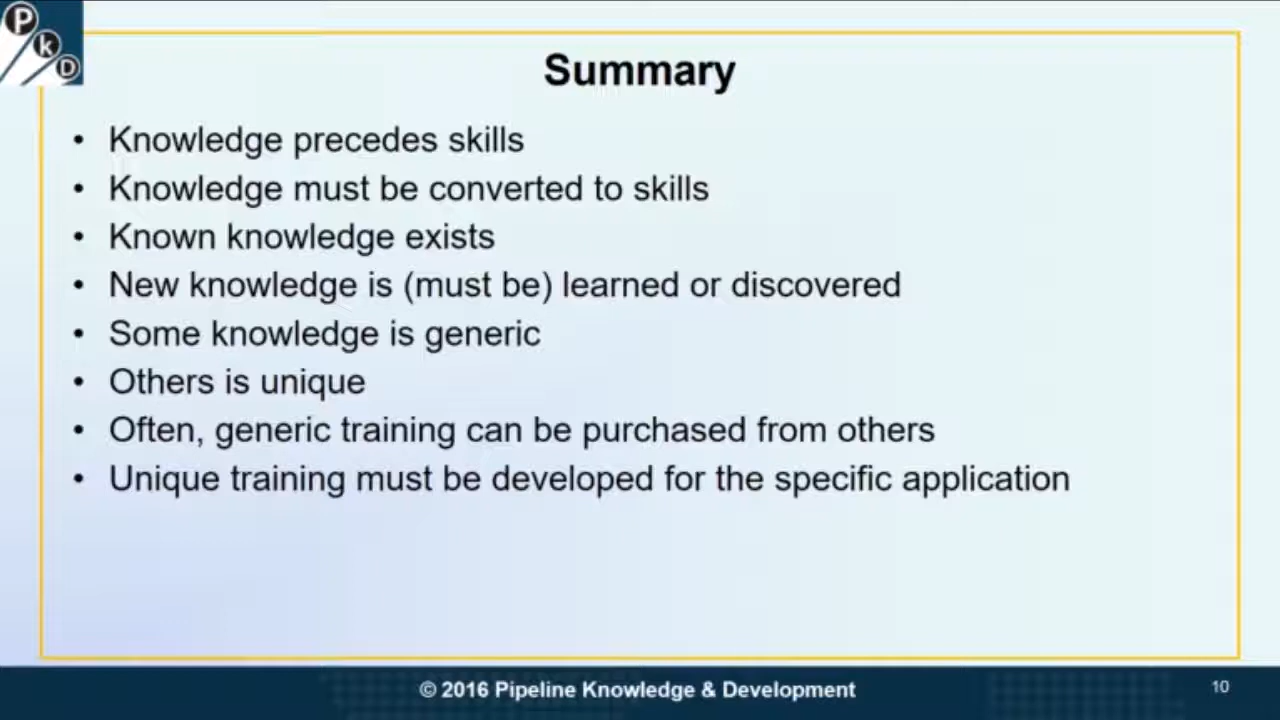 PkD
Summary
• Knowledge precedes skills
• Knowledge must be converted to skills
• Known knowledge exists
• New knowledge is (must be) learned or discovered
• Some knowledge is generic
• Others is unique
• Often, generic training can be purchased from others
• Unique training must be developed for the specific application
© 2016 Pipeline Knowledge & Development
10